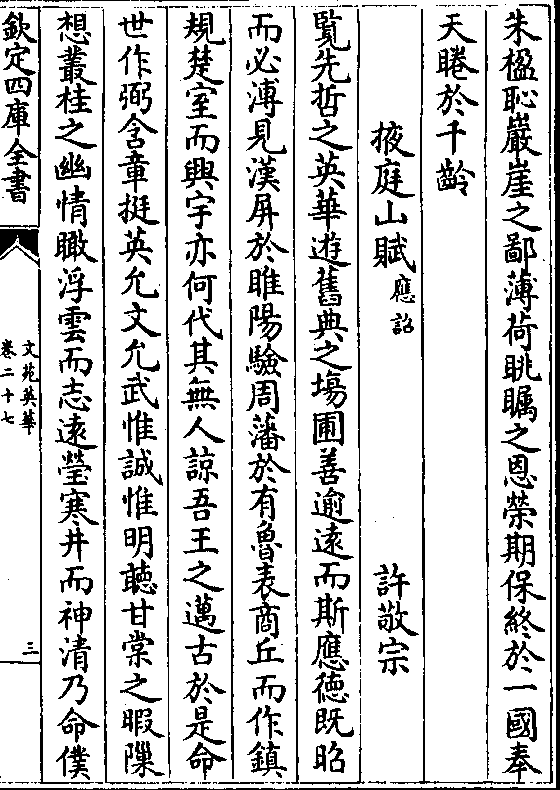 朱楹恥巖崖之鄙薄荷眺矚之恩榮期保終於一國奉
天睠於千齡
掖庭山賦應詔 許敬宗
覧先哲之英華遊舊典之塲圃善逾遠而斯應德既昭
而必溥見漢屏於睢陽驗周藩於有魯表商丘而作鎮
規楚室而興宇亦何代其無人諒吾王之邁古於是命
世作弼含章挺英允文允武惟誠惟明聴甘棠之暇隟
想叢桂之幽情瞰浮雲而志遠瑩寒井而神清乃命僕
欽定四庫全書
文苑英華
卷二十七
三